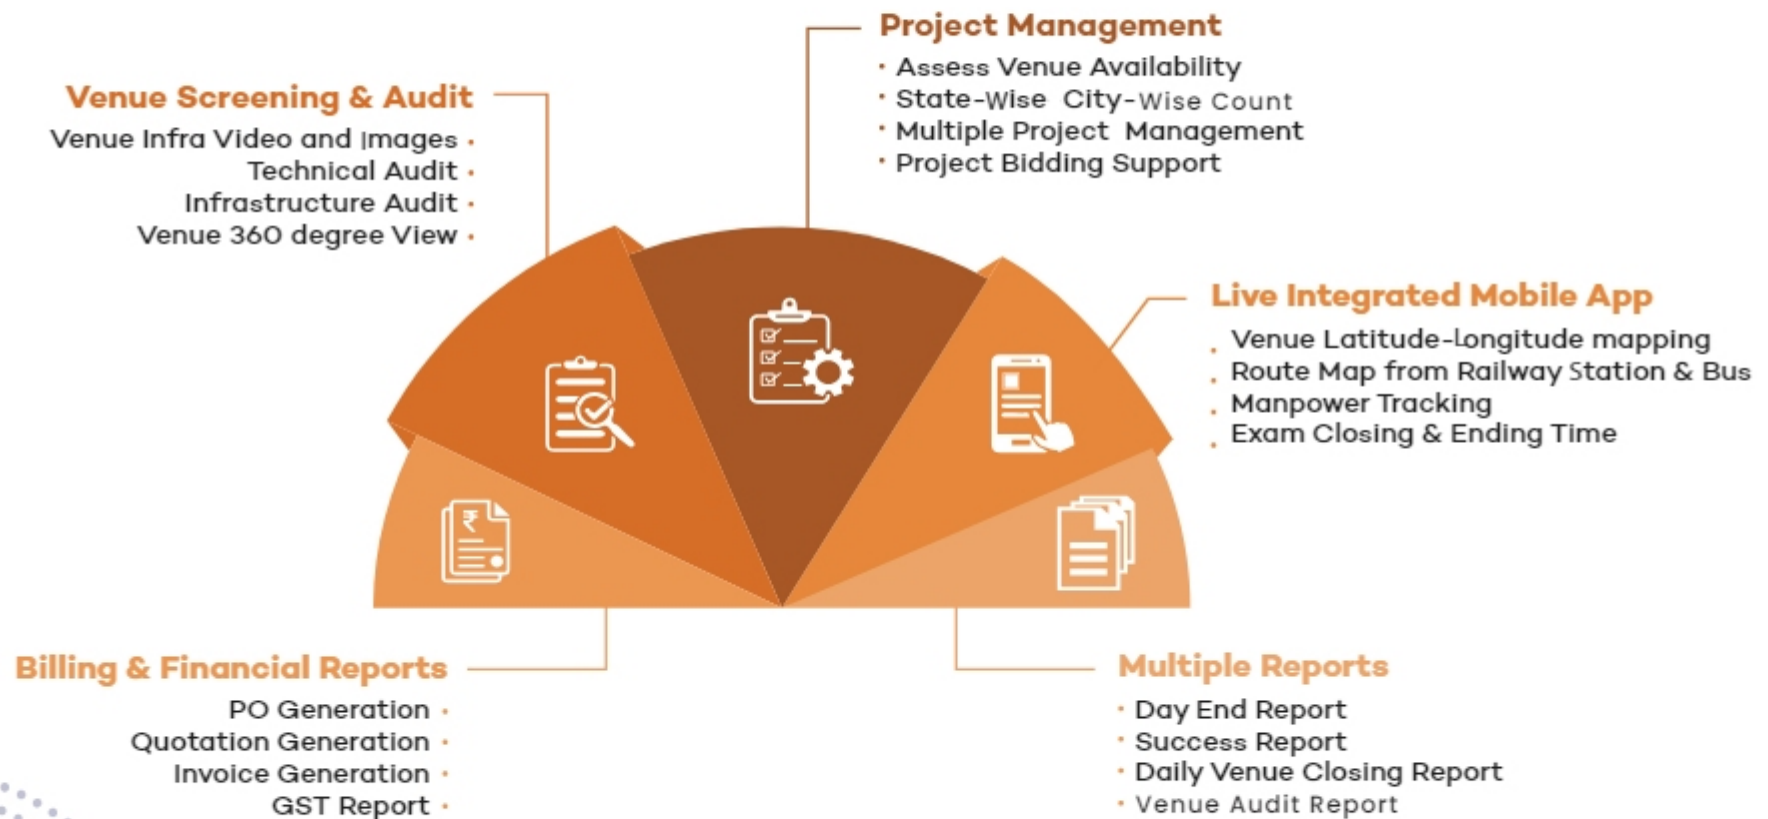 Project Management
• Assess Venue Availability
• State-Wise City-Wise Count
• Multiple Project Management
• Project Bidding Support
Venue Screening & Audit
Venue Infra Video and Images •
Technical Audit •
Infrastructure Audit •
Venue 360 degree View •
Live Integrated Mobile App
• Venue Latitude-Longitude mapping
• Route Map from Railway Station & Bus
• Manpower Tracking
• Exam Closing & Ending Time
₹
Billing & Financial Reports
PO Generation •
Quotation Generation •
Invoice Generation •
GST Report •
Multiple Reports
• Day End Report
• Success Report
• Daily Venue Closing Report
• Venue Audit Report